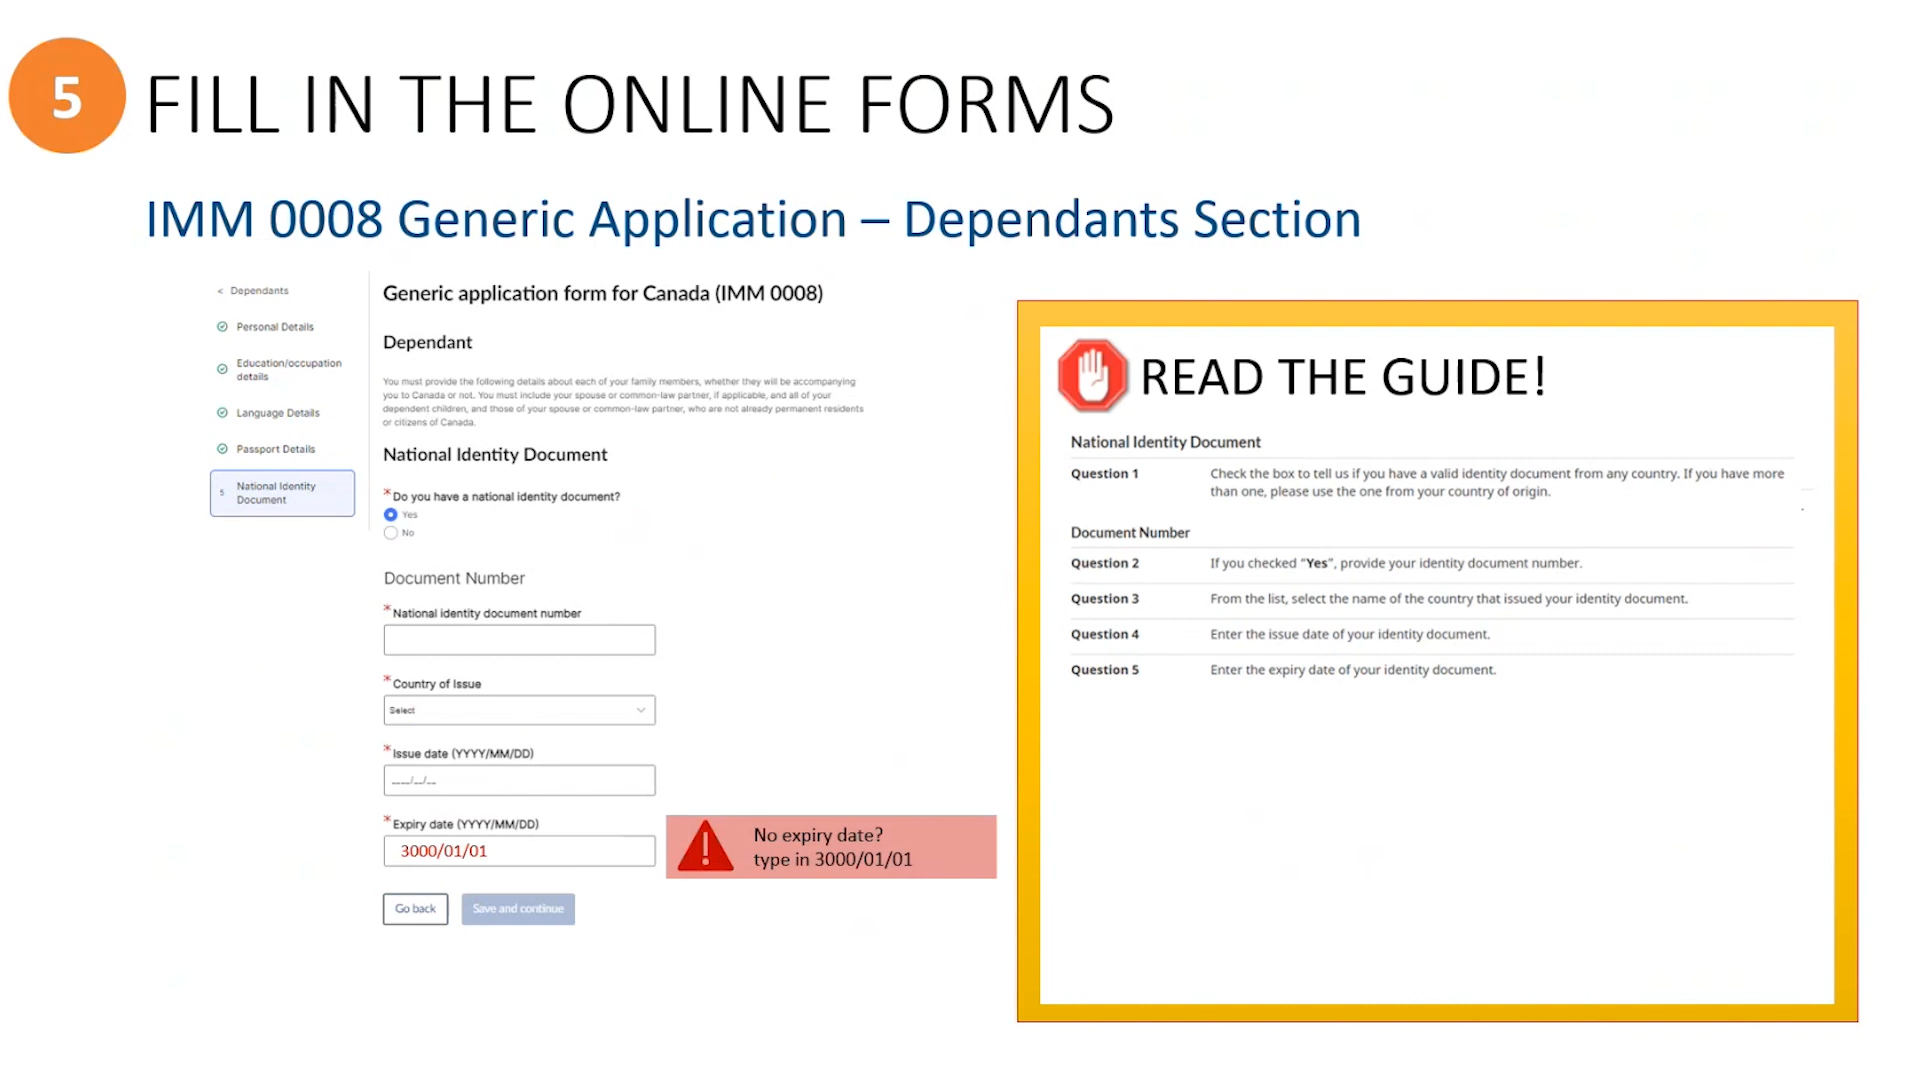 5
FILL IN THE ONLINE FORMS
IMM 0008 Generic Application – Dependants Section
< Dependants
Personal Details
Education/occupation
details
Language Details
Passport Details
5
National Identity
Document
Generic application form for Canada (IMM 0008)
Dependant
You must provide the following details about each of your family members, whether they will be accompanying
you to Canada or not. You must include your spouse or common-law partner, if applicable, and all of your
dependent children, and those of your spouse or common-law partner, who are not already permanent residents
or citizens of Canada.
National Identity Document
*Do you have a national identity document?
Yes
No
Document Number
*National identity document number
*Country of Issue
Select
*Issue date (YYYY/MM/DD)
____/__/__
*Expiry date (YYYY/MM/DD)
3000/01/01
No expiry date?
type in 3000/01/01
Go back
Save and continue
READ THE GUIDE!
National Identity Document
Question 1 Check the box to tell us if you have a valid identity document from any country. If you have more
than one, please use the one from your country of origin.
Document Number
Question 2 If you checked "Yes", provide your identity document number.
Question 3 From the list, select the name of the country that issued your identity document.
Question 4 Enter the issue date of your identity document.
Question 5 Enter the expiry date of your identity document.